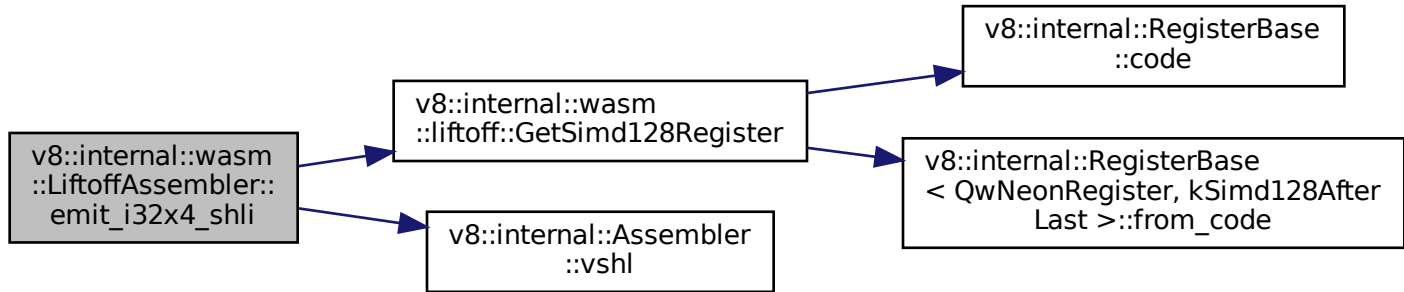 v8::internal::wasm
::LiftoffAssembler::
emit_i32x4_shli
v8::internal::wasm
::liftoff::GetSimd128Register
v8::internal::Assembler
::vshl
v8::internal::RegisterBase
::code
v8::internal::RegisterBase
< QwNeonRegister, kSimd128After
Last >::from_code